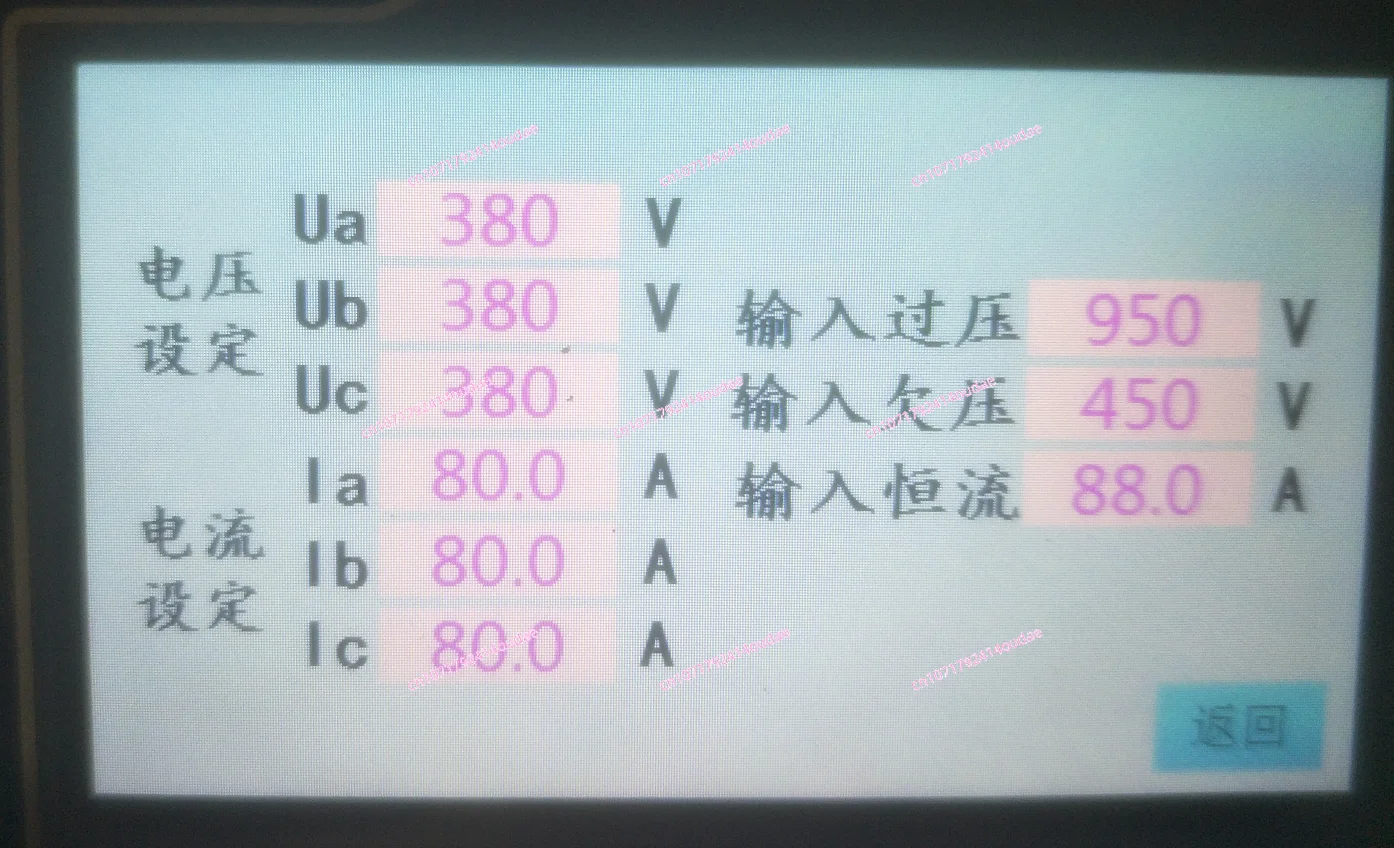 电压
设定
Ua 380 V
Ub 380 V
Uc 380 V
电流
设定
Ia 80.0 A
Ib 80.0 A
Ic 80.0 A
输入过压 950 V
输入欠压 450 V
输入恒流 88.0 A
返回